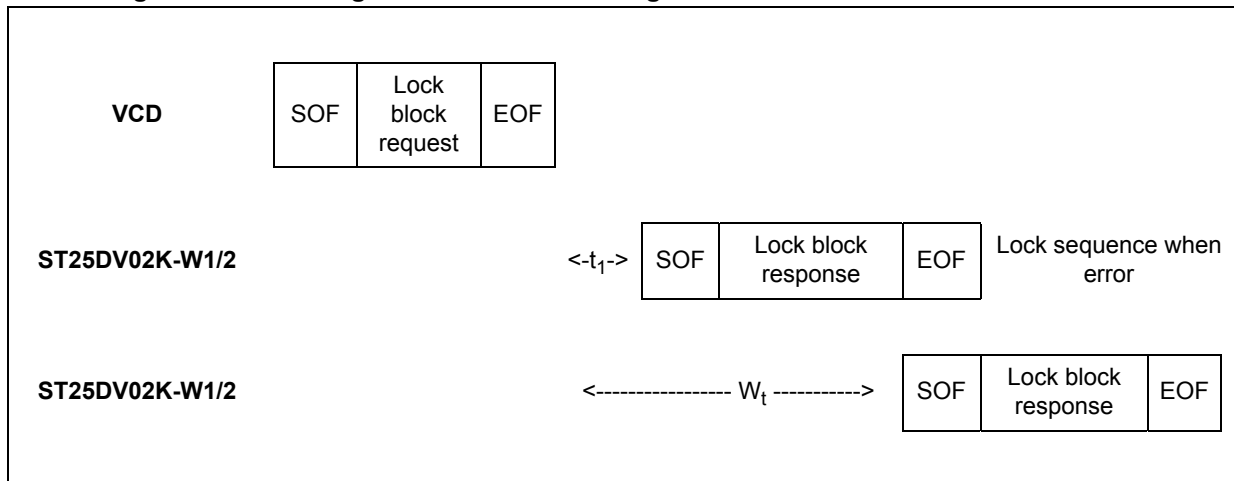 VCD
SOF
Lock
block
request
EOF
ST25DV02K-W1/2
<-t1->
SOF
Lock block
response
EOF
Lock sequence when
error
ST25DV02K-W1/2
<----------------- Wt ----------->
SOF
Lock block
response
EOF